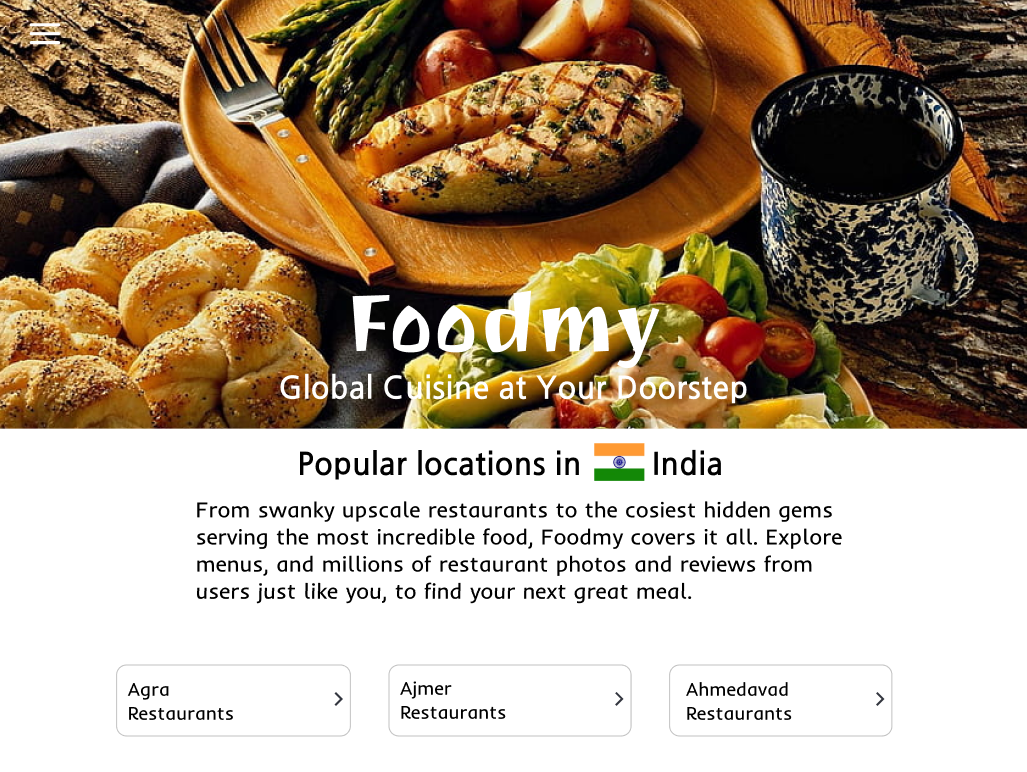 Foodmy
Global Cuisine at Your Doorstep
Popular locations in India
From swanky upscale restaurants to the cosiest hidden gems
serving the most incredible food, Foodmy covers it all. Explore
menus, and millions of restaurant photos and reviews from
users just like you, to find your next great meal.
Agra
Restaurants
Ajmer
Restaurants
Ahmedavad
Restaurants